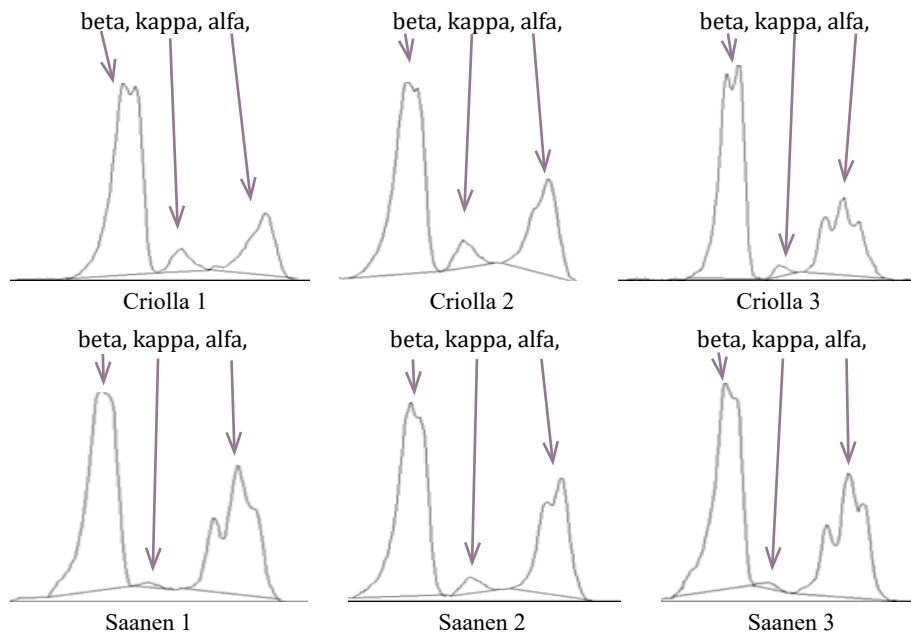 beta, kappa, alfa,
beta, kappa, alfa,
beta, kappa, alfa,
Criolla 1
Criolla 2
Criolla 3
beta, kappa, alfa,
beta, kappa, alfa,
beta, kappa, alfa,
Saanen 1
Saanen 2
Saanen 3